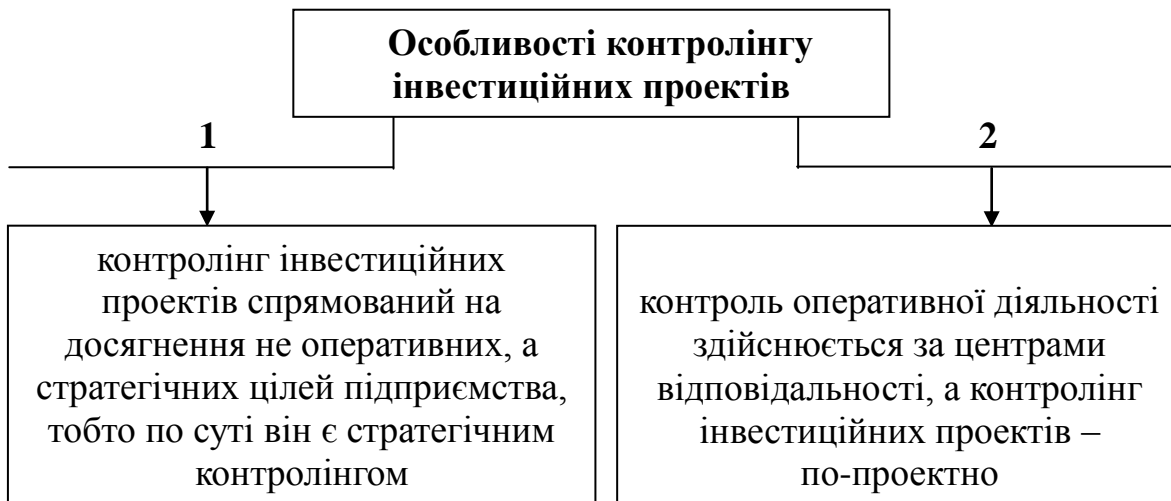 Особливості контролінгу
інвестиційних проектів
1
2
контролінг інвестиційних
проектів спрямований на
досягнення не оперативних, а
стратегічних цілей підприємства,
тобто по суті він є стратегічним
контролінгом
контроль оперативної діяльності
здійснюється за центрами
відповідальності, а контролінг
інвестиційних проектів –
по-проектно